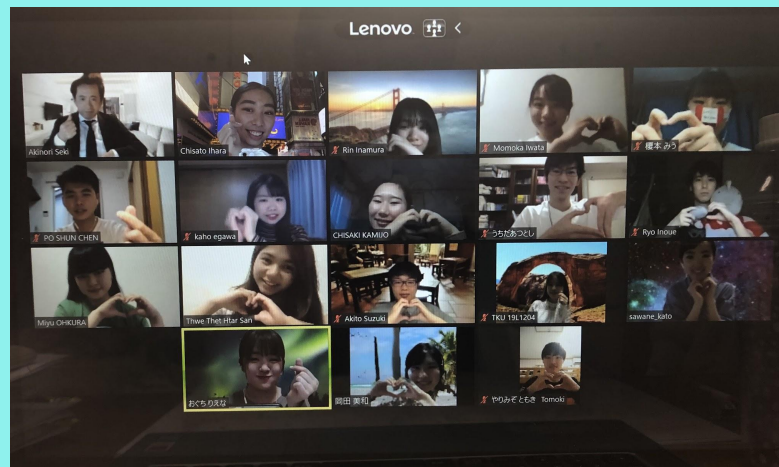 Lenovo
Akinori Seki
Chisato Ihara
Rin Inamura
Momoka Iwata
櫻本 みう
PO SHUN CHEN
kaho egawa
CHISAKI KAMIJO
うちだあつとし
Ryo Inoue
Miyu OHKURA
Thwe Thet Htar San
Akito Suzuki
TKU 19L1204
sawane_kato
おぐちりえな
岡田 美和
やりみぞ ともき Tomoki